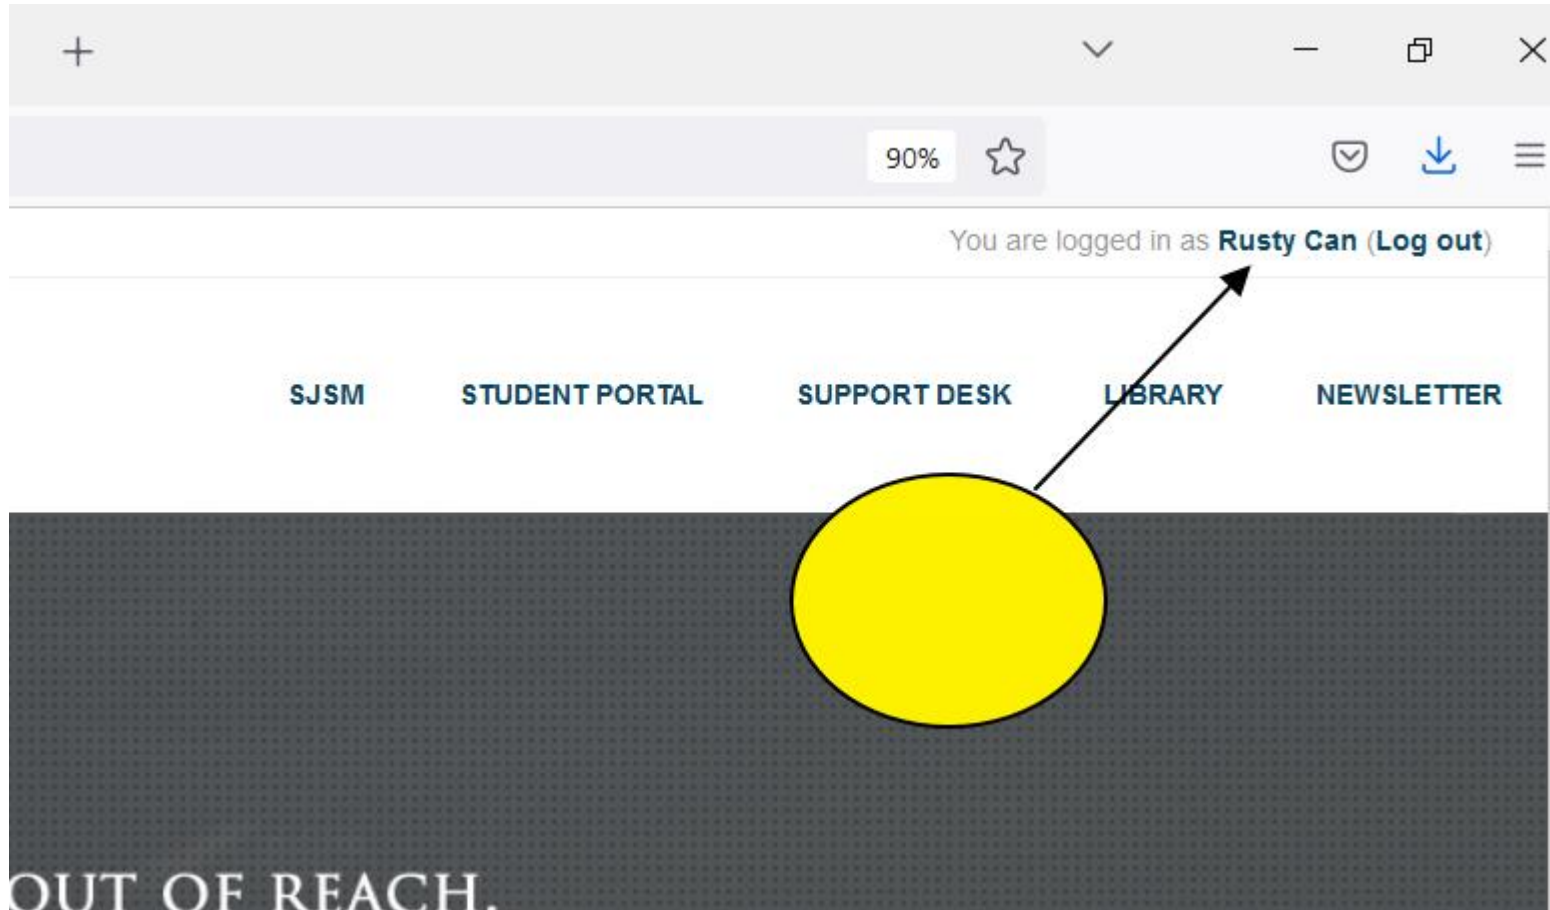 90%
You are logged in as Rusty Can (Log out)
SJSM STUDENT PORTAL SUPPORT DESK LIBRARY NEWSLETTER
OUT OF REACH.